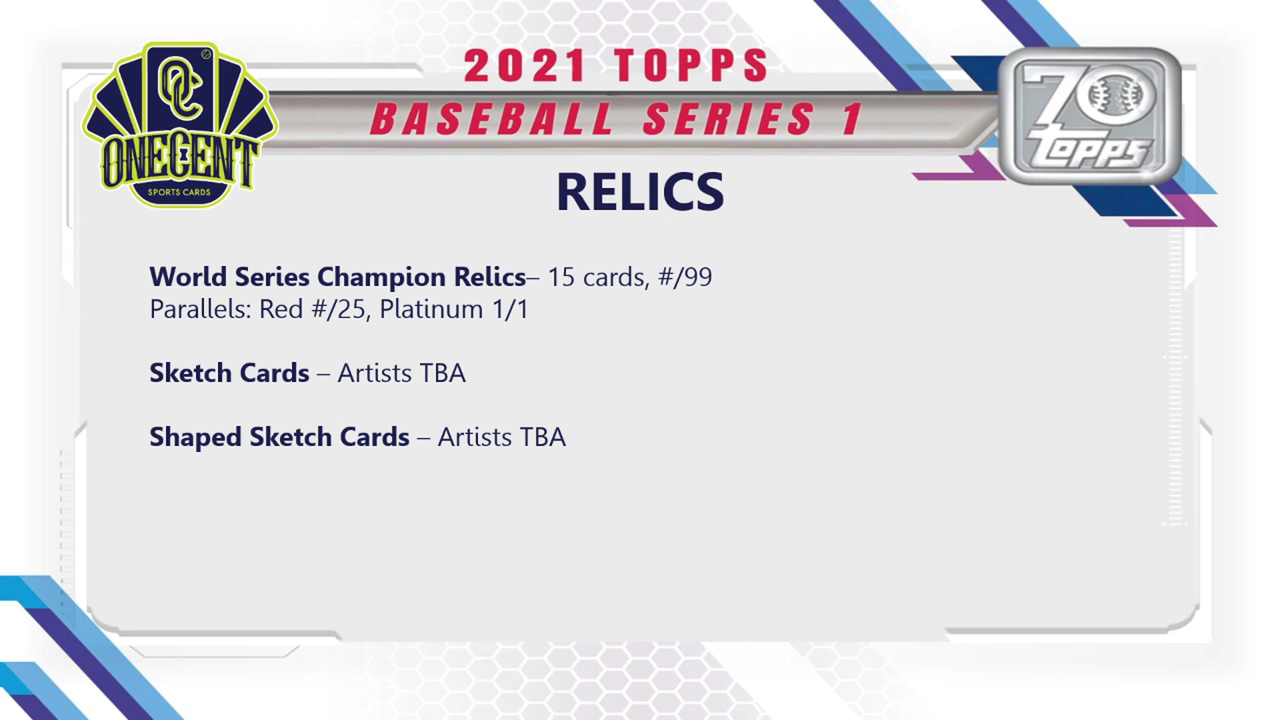 2021 TOPPS
BASEBALL SERIES 1
OC
ONECENT
SPORTS CARDS
70
topps
RELICS
World Series Champion Relics– 15 cards, #/99
Parallels: Red #/25, Platinum 1/1
Sketch Cards – Artists TBA
Shaped Sketch Cards – Artists TBA